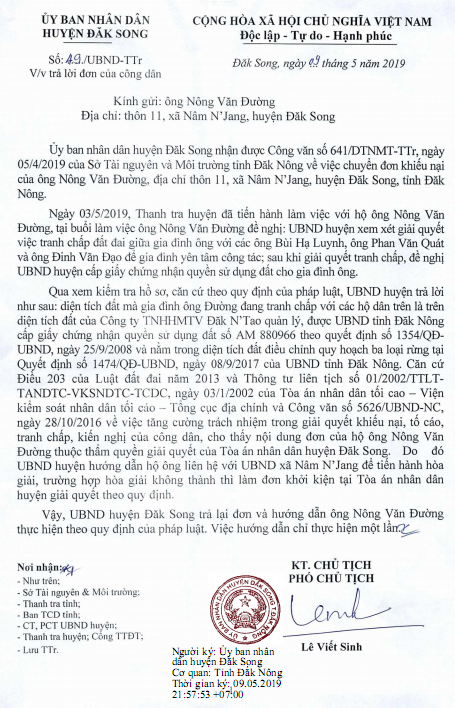 ỦY BAN NHÂN DÂN
HUYỆN ĐĂK SONG
CỘNG HÒA XÃ HỘI CHỦ NGHĨA VIỆT NAM
Độc lập - Tự do - Hạnh phúc
Số: /UBND-TTr
V/v trả lời đơn của công dân
Đăk Song, ngày 09 tháng 5 năm 2019
Kính gửi: ông Nông Văn Đường
Địa chỉ: thôn 11, xã Nâm N'Jang, huyện Đăk Song
Ủy ban nhân dân huyện Đăk Song nhận được Công văn số 641/DTNMT-TTr, ngày
05/4/2019 của Sở Tài nguyên và Môi trường tỉnh Đăk Nông về việc chuyển đơn khiếu nại
của ông Nông Văn Đường, địa chỉ thôn 11, xã Nâm N'Jang, huyện Đăk Song, tỉnh Đăk
Nông.
Ngày 03/5/2019, Thanh tra huyện đã tiến hành làm việc với hộ ông Nông Văn
Đường, tại buổi làm việc ông Nông Văn Đường đề nghị: UBND huyện xem xét giải quyết
việc tranh chấp đất đai giữa gia đình ông với các ông Bùi Hạ Luynh, ông Phan Văn Quát
và ông Đinh Văn Đạo để gia đình yên tâm công tác; sau khi giải quyết tranh chấp, đề nghị
UBND huyện cấp giấy chứng nhận quyền sử dụng đất cho gia đình ông.
Qua xem kiểm tra hồ sơ, căn cứ theo quy định của pháp luật, UBND huyện trả lời
như sau: diện tích đất mà gia đình ông Đường đang tranh chấp với các hộ dân trên là trên
diện tích đất của Công ty TNHHMTV Đăk N'Tao quản lý, được UBND tỉnh Đăk Nông
cấp giấy chứng nhận quyền sử dụng đất số AM 880966 theo quyết định số 1354/QĐ-
UBND, ngày 25/9/2008 và nằm trong diện tích đất điều chỉnh quy hoạch ba loại rừng tại
Quyết định số 1474/QĐ-UBND, ngày 08/9/2017 của UBND tỉnh Đăk Nông. Căn cứ
Điều 203 của Luật đất đai năm 2013 và Thông tư liên tịch số 01/2002/TTLT-
TANDTC-VKSNDTC-TCDC, ngày 03/1/2002 của Tòa án nhân dân tối cao – Viện
kiểm soát nhân dân tối cáo – Tổng cục địa chính và Công văn số 5626/UBND-NC,
ngày 28/10/2016 về việc tăng cường trách nhiệm trong giải quyết khiếu nại, tố cáo,
tranh chấp, kiến nghị của công dân, cho thấy nội dung đơn của hộ ông Nông Văn
Đường thuộc thẩm quyền giải quyết của Tòa án nhân dân huyện Đăk Song. Do đó
UBND huyện hướng dẫn hộ ông liên hệ với UBND xã Nâm N'Jang để tiến hành hòa
giải, trường hợp hòa giải không thành thì làm đơn khởi kiện tại Tòa án nhân dân
huyện giải quyết theo quy định.
Vậy, UBND huyện Đăk Song trả lại đơn và hướng dẫn ông Nông Văn Đường
thực hiện theo quy định của pháp luật. Việc hướng dẫn chỉ thực hiện một lần.
Nơi nhận:
- Như trên;
- Sở Tài nguyên & Môi trường;
- Thanh tra tỉnh;
- Ban TCD tỉnh;
- CT, PCT UBND huyện;
- Thanh tra huyện; Cổng TTĐT;
- Lưu TTr.
KT. CHỦ TỊCH
PHÓ CHỦ TỊCH
Lê Viết Sinh
Người ký: Ủy ban nhân
dân huyện Đăk Song
Cơ quan: Tỉnh Đăk Nông
Thời gian ký: 09.05.2019
21:57:53 +07:00